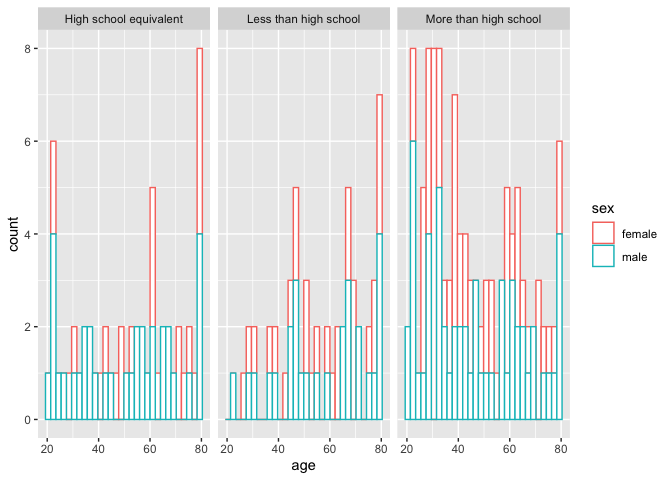 High school equivalent
Less than high school
More than high school
8
6
4
2
0
count
20 40 60 80
20 40 60 80
20 40 60 80
age
sex
female
male